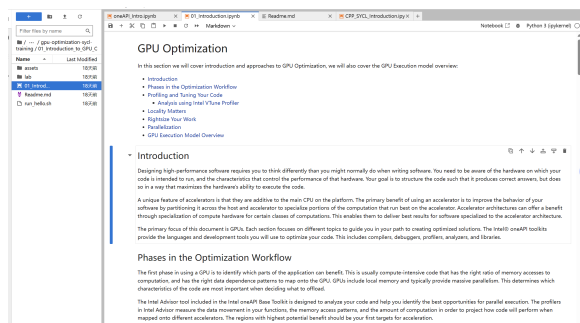 oneAPI_Intro.ipynb
01_Introduction.ipynb
Readme.md
CPP_SYCL_Introduction.ipy
Filter files by name
/ ··· / gpu-optimization-sycl-
training / 01_Introduction_to_GPU_C
Name
Last Modified
assets 18天前
lab 18天前
01_Introd... 18天前
Readme.md 18天前
run_hello.sh 18天前
Markdown
Notebook
Python 3 (ipykernel)
GPU Optimization
In this section we will cover introduction and approaches to GPU Optimization, we will also cover the GPU Execution model overview:
Introduction
Phases in the Optimization Workflow
Profiling and Tuning Your Code
Analysis using Intel VTune Profiler
Locality Matters
Rightsize Your Work
Parallelization
GPU Execution Model Overview
Introduction
Designing high-performance software requires you to think differently than you might normally do when writing software. You need to be aware of the hardware on which your
code is intended to run, and the characteristics that control the performance of that hardware. Your goal is to structure the code such that it produces correct answers, but does
so in a way that maximizes the hardware's ability to execute the code.
A unique feature of accelerators is that they are additive to the main CPU on the platform. The primary benefit of using an accelerator is to improve the behavior of your
software by partitioning it across the host and accelerator to specialize portions of the computation that run best on the accelerator. Accelerator architectures can offer a benefit
through specialization of compute hardware for certain classes of computations. This enables them to deliver best results for software specialized to the accelerator architecture.
The primary focus of this document is GPUs. Each section focuses on different topics to guide you in your path to creating optimized solutions. The Intel® oneAPI toolkits
provide the languages and development tools you will use to optimize your code. This includes compilers, debuggers, profilers, analyzers, and libraries.
Phases in the Optimization Workflow
The first phase in using a GPU is to identify which parts of the application can benefit. This is usually compute-intensive code that has the right ratio of memory accesses to
computation, and has the right data dependence patterns to map onto the GPU. GPUs include local memory and typically provide massive parallelism. This determines which
characteristics of the code are most important when deciding what to offload.
The Intel Advisor tool included in the Intel oneAPI Base Toolkit is designed to analyze your code and help you identify the best opportunities for parallel execution. The profilers
in Intel Advisor measure the data movement in your functions, the memory access patterns, and the amount of computation in order to project how code will perform when
mapped onto different accelerators. The regions with highest potential benefit should be your first targets for acceleration.